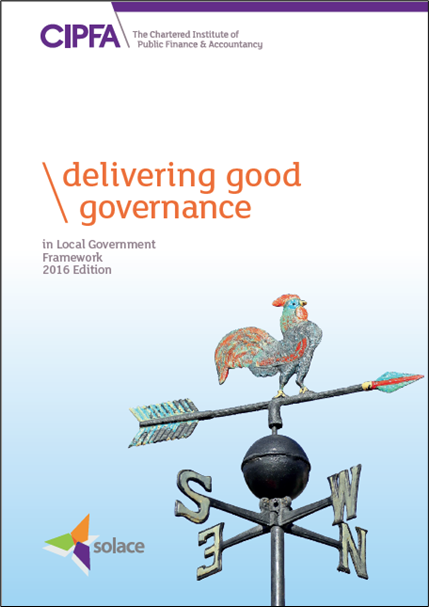 CIPFA
The Chartered Institute of
Public Finance & Accountancy
delivering good
governance
in Local Government
Framework
2016 Edition
S
W
E
N
solace